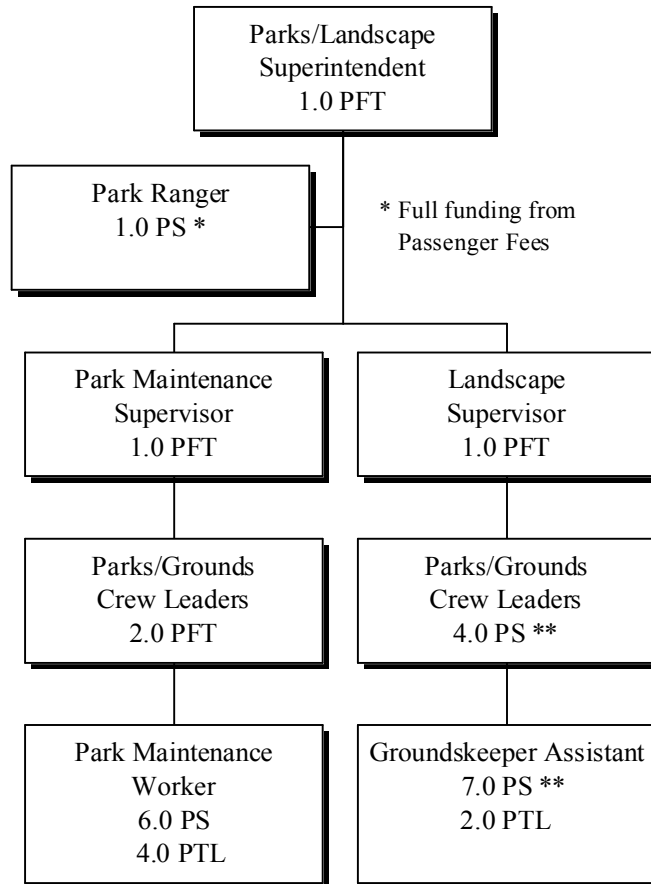 Parks/Landscape
Superintendent
1.0 PFT
Park Ranger
1.0 PS *
* Full funding from
Passenger Fees
Park Maintenance
Supervisor
1.0 PFT
Landscape
Supervisor
1.0 PFT
Parks/Grounds
Crew Leaders
2.0 PFT
Parks/Grounds
Crew Leaders
4.0 PS **
Park Maintenance
Worker
6.0 PS
4.0 PTL
Groundskeeper Assistant
7.0 PS **
2.0 PTL